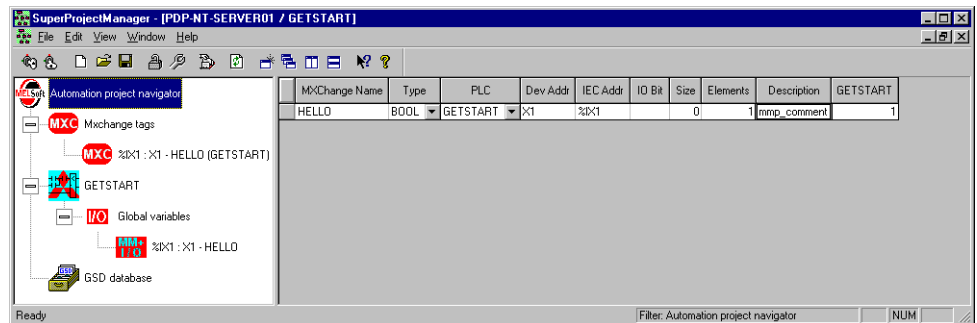 SuperProjectManager - [PDP-NT-SERVER01 / GETSTART]
File Edit View Window Help
MELSoft Automation project navigator
MXC Mxchange tags
MXC %IX1 : X1 - HELLO (GETSTART)
GETSTART
I/O Global variables
MM+ I/O %IX1 : X1 - HELLO
GSD GSD database
MXChange Name Type PLC Dev Addr IEC Addr IO Bit Size Elements Description GETSTART
HELLO BOOL GETSTART X1 %IX1 0 1 mmp_comment 1
Ready Filter: Automation project navigator NUM